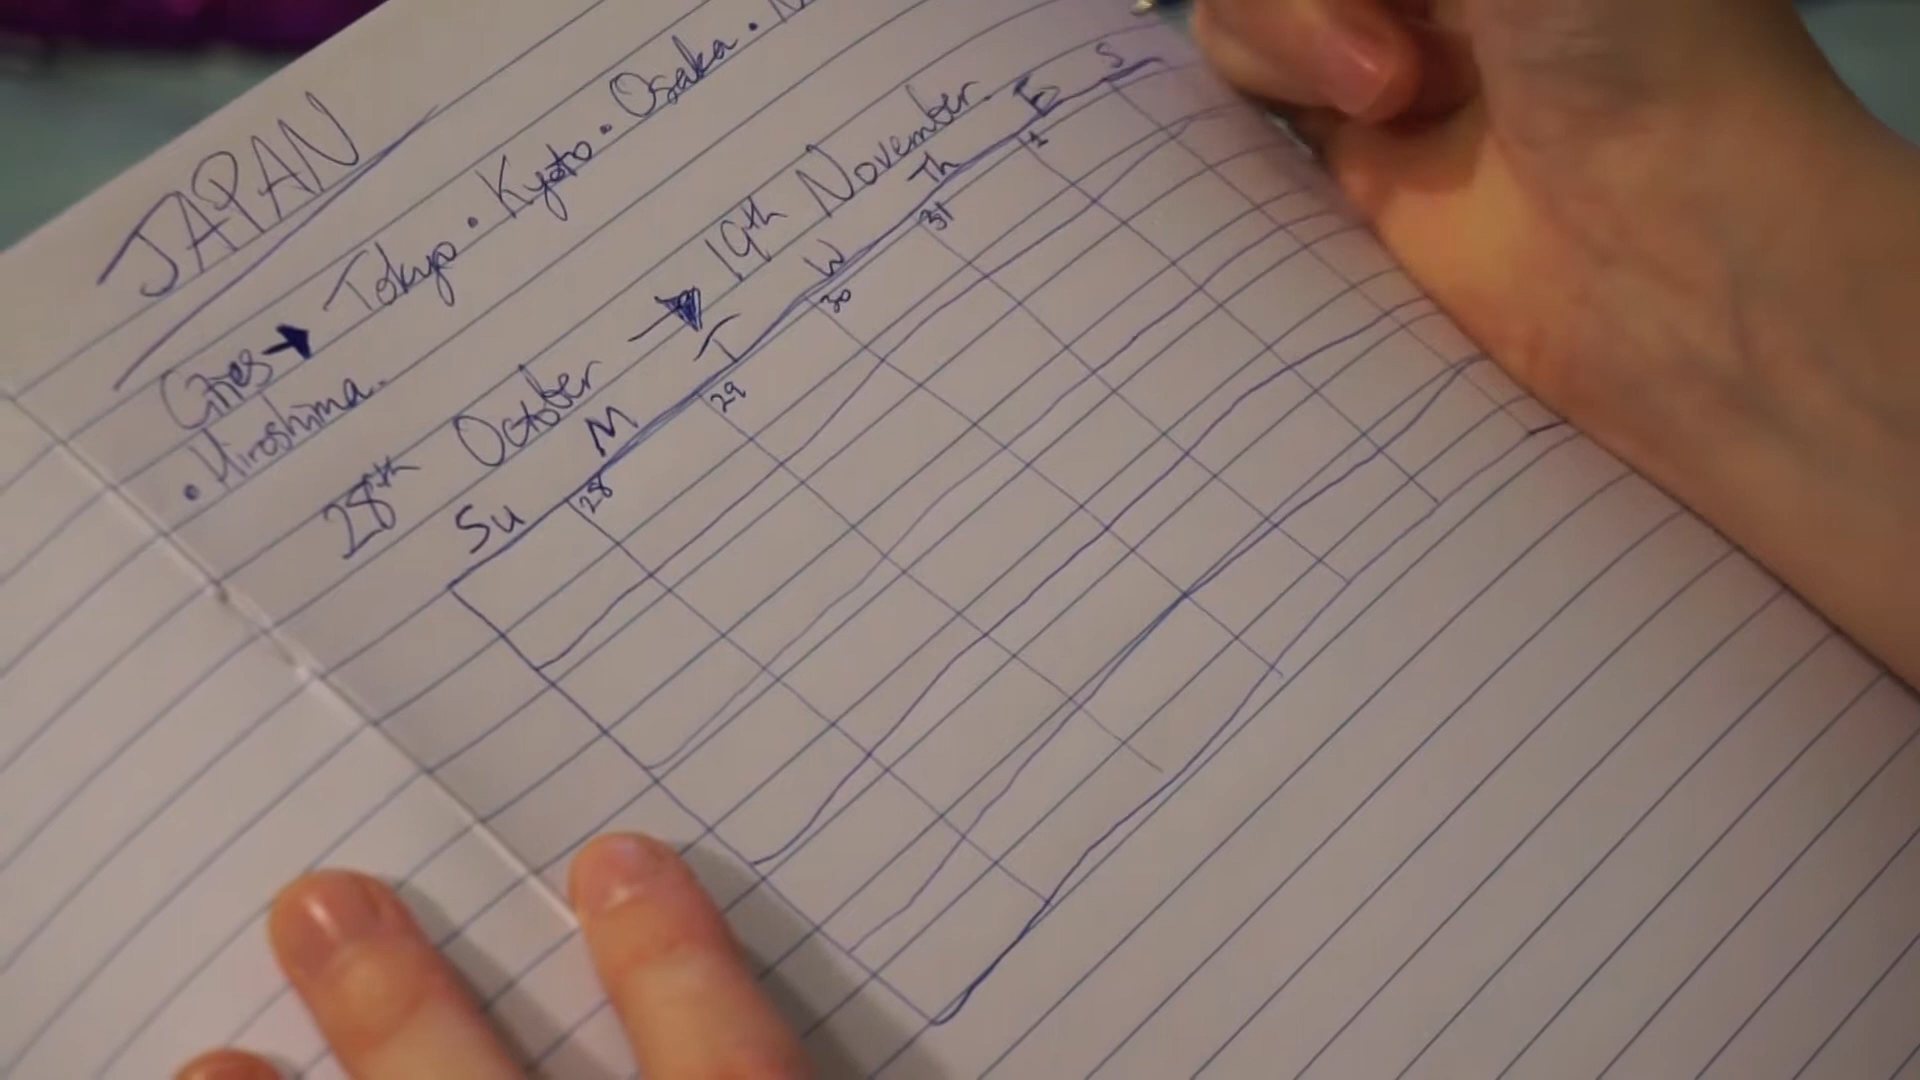 JAPAN
Cities → Tokyo • Kyoto • Osaka •
• Hiroshima.
28th October → 19th November.
Su M T W Th F S
28 29 30 31 1